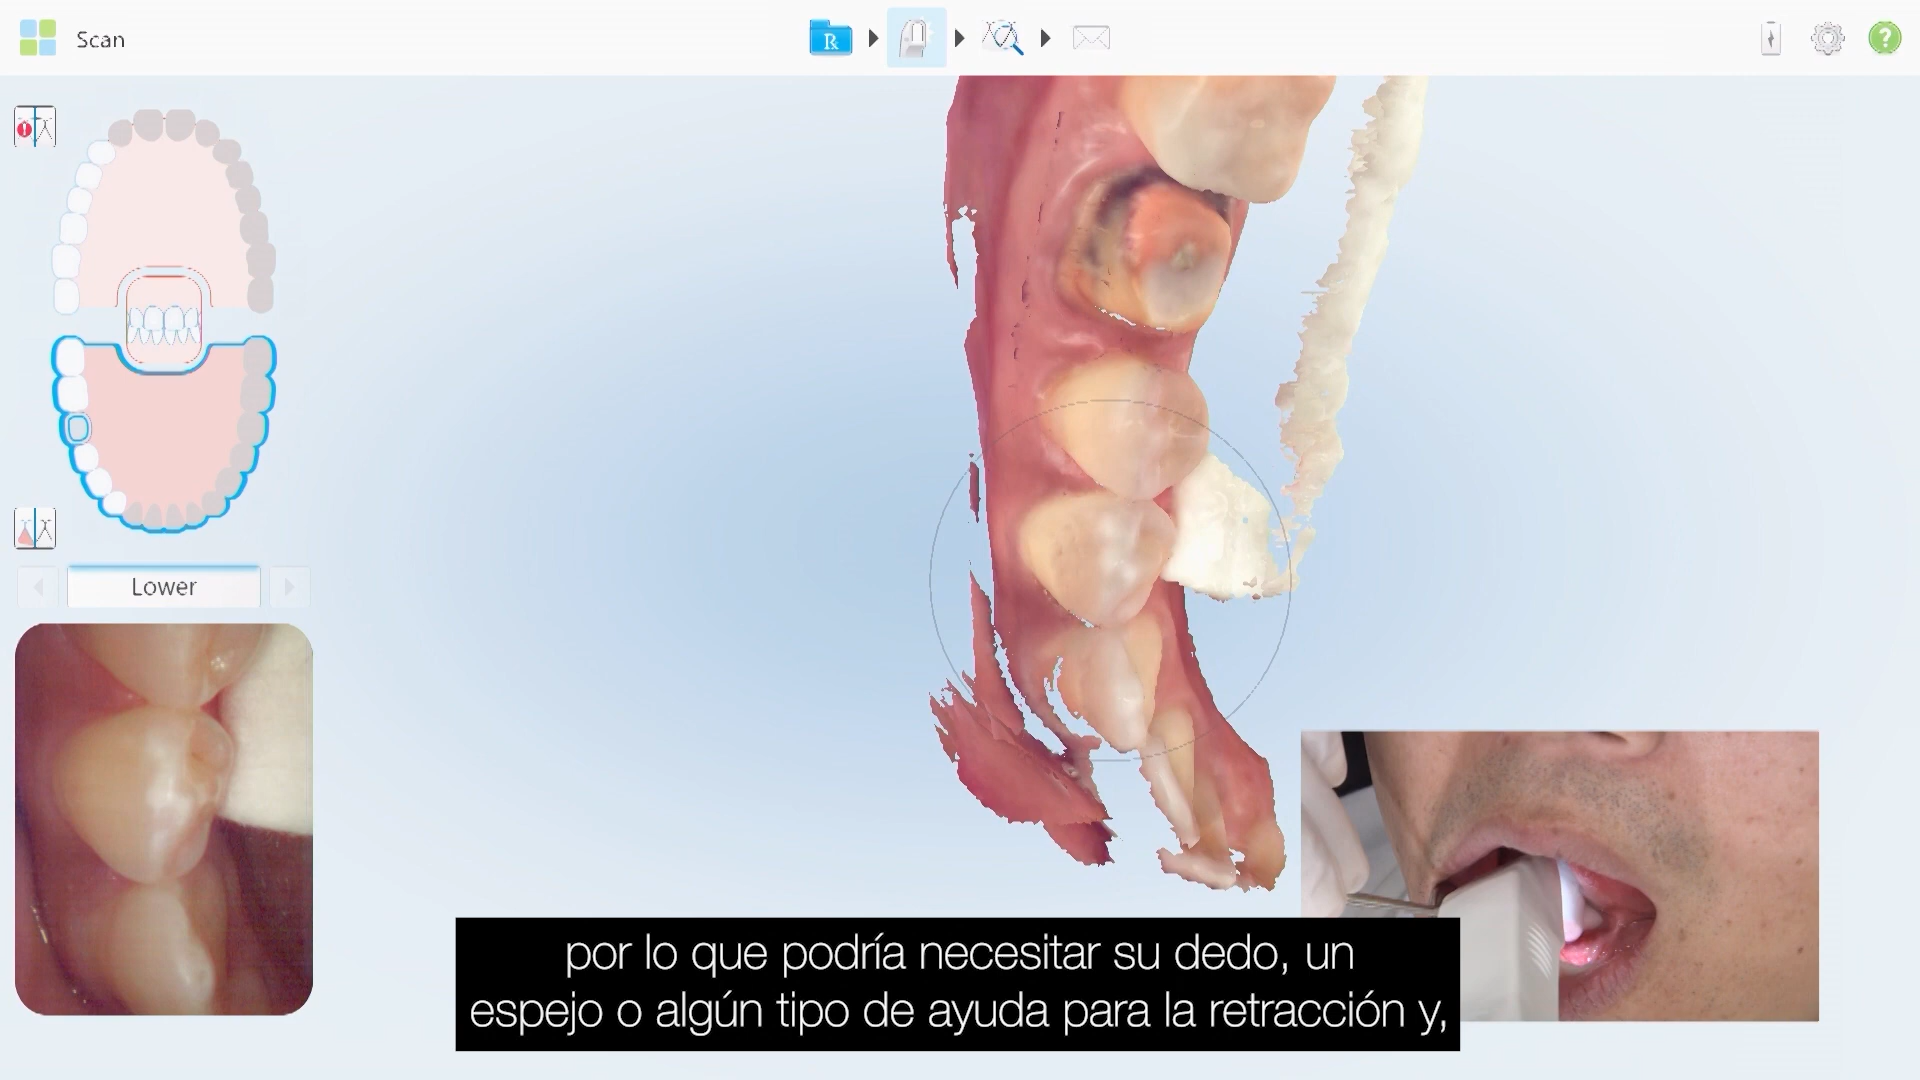 Scan
R
?
!
Lower
por lo que podría necesitar su dedo, un
espejo o algún tipo de ayuda para la retracción y,